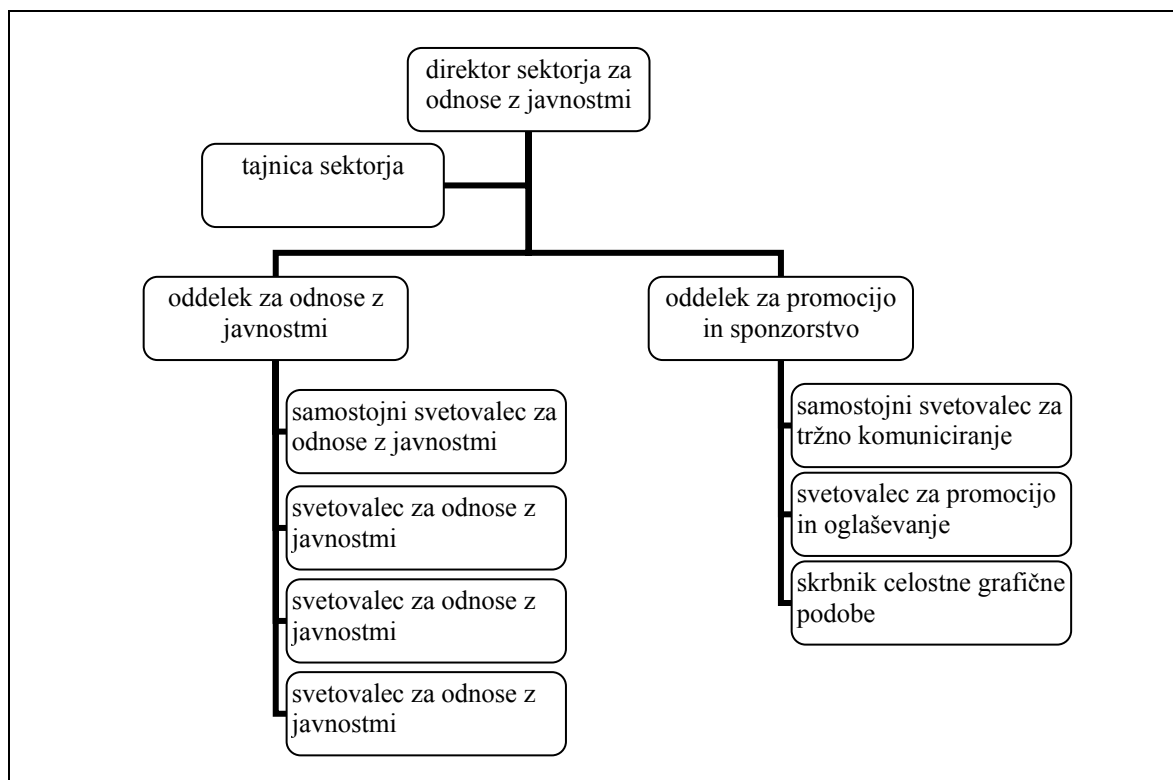 direktor sektorja za
odnose z javnostmi
tajnica sektorja
oddelek za odnose z
javnostmi
samostojni svetovalec za
odnose z javnostmi
svetovalec za odnose z
javnostmi
svetovalec za odnose z
javnostmi
svetovalec za odnose z
javnostmi
oddelek za promocijo
in sponzorstvo
samostojni svetovalec za
tržno komuniciranje
svetovalec za promocijo
in oglaševanje
skrbnik celostne grafične
podobe